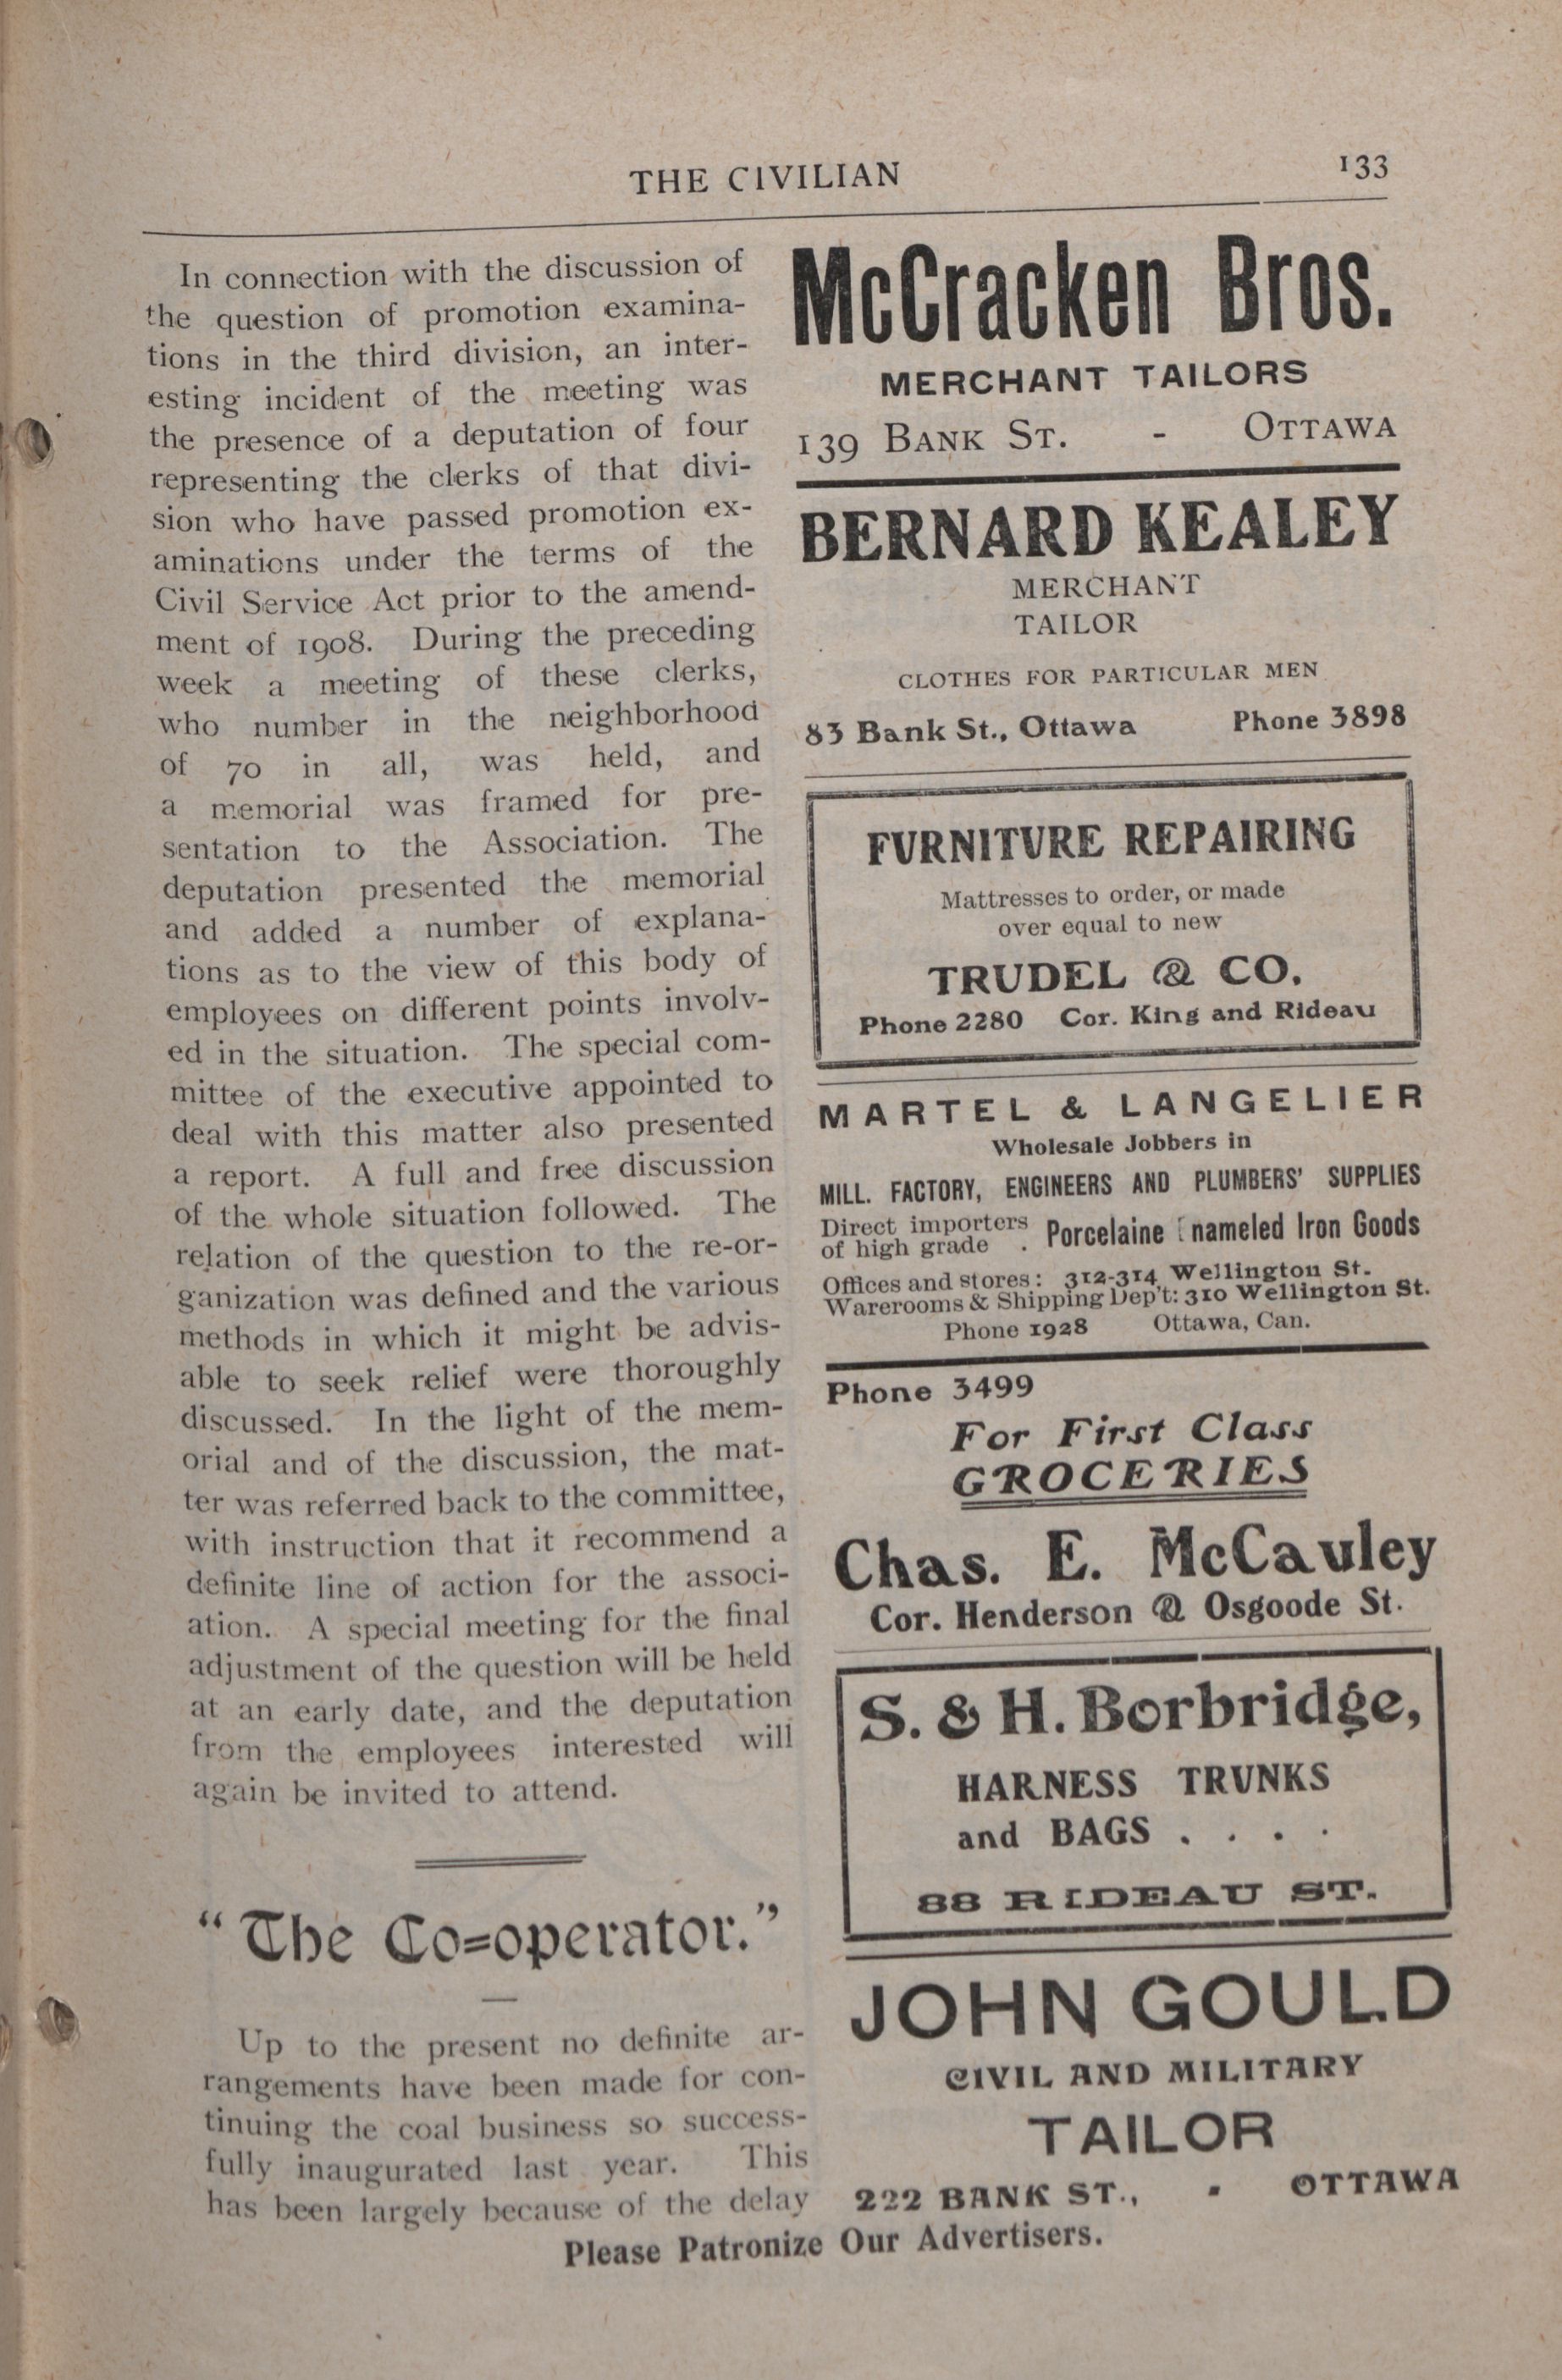 THE CIVILIAN
133
In connection with the discussion of
the question of promotion examina-
tions in the third division, an inter-
esting incident of the meeting was
the presence of a deputation of four
representing the clerks of that divi-
sion who have passed promotion ex-
aminations under the terms of the
Civil Service Act prior to the amend-
ment of 1908. During the preceding
week a meeting of these clerks,
who number in the neighborhood
of 70 in all, was held, and
a memorial was framed for pre-
sentation to the Association. The
deputation presented the memorial
and added a number of explana-
tions as to the view of this body of
employees on different points involv-
ed in the situation. The special com-
mittee of the executive appointed to
deal with this matter also presented
a report. A full and free discussion
of the whole situation followed. The
relation of the question to the re-or-
ganization was defined and the various
methods in which it might be advis-
able to seek relief were thoroughly
discussed. In the light of the mem-
orial and of the discussion, the mat-
ter was referred back to the committee,
with instruction that it recommend a
definite line of action for the associ-
ation. A special meeting for the final
adjustment of the question will be held
at an early date, and the deputation
from the employees interested will
again be invited to attend.
"The Co=operator."
Up to the present no definite ar-
rangements have been made for con-
tinuing the coal business so success-
fully inaugurated last year. This
has been largely because of the delay
McCracken Bros.
MERCHANT TAILORS
139 BANK ST. - OTTAWA
BERNARD KEALEY
MERCHANT
TAILOR
CLOTHES FOR PARTICULAR MEN
83 Bank St., Ottawa Phone 3898
FVRNITVRE REPAIRING
Mattresses to order, or made
over equal to new
TRUDEL & CO.
Phone 2280 Cor. King and Rideau
MARTEL & LANGELIER
Wholesale Jobbers in
MILL. FACTORY, ENGINEERS AND PLUMBERS' SUPPLIES
Direct importers
of high grade . Porcelaine Enameled Iron Goods
Offices and stores: 312-314 Wellington St.
Warerooms & Shipping Dep't: 310 Wellington St.
Phone 1928 Ottawa, Can.
Phone 3499
For First Class
GROCERIES
Chas. E. McCauley
Cor. Henderson & Osgoode St.
S. & H. Borbridge,
HARNESS TRVNKS
and BAGS . . . .
88 RIDEAU ST.
JOHN GOULD
CIVIL AND MILITARY
TAILOR
222 BANK ST., - OTTAWA
Please Patronize Our Advertisers.